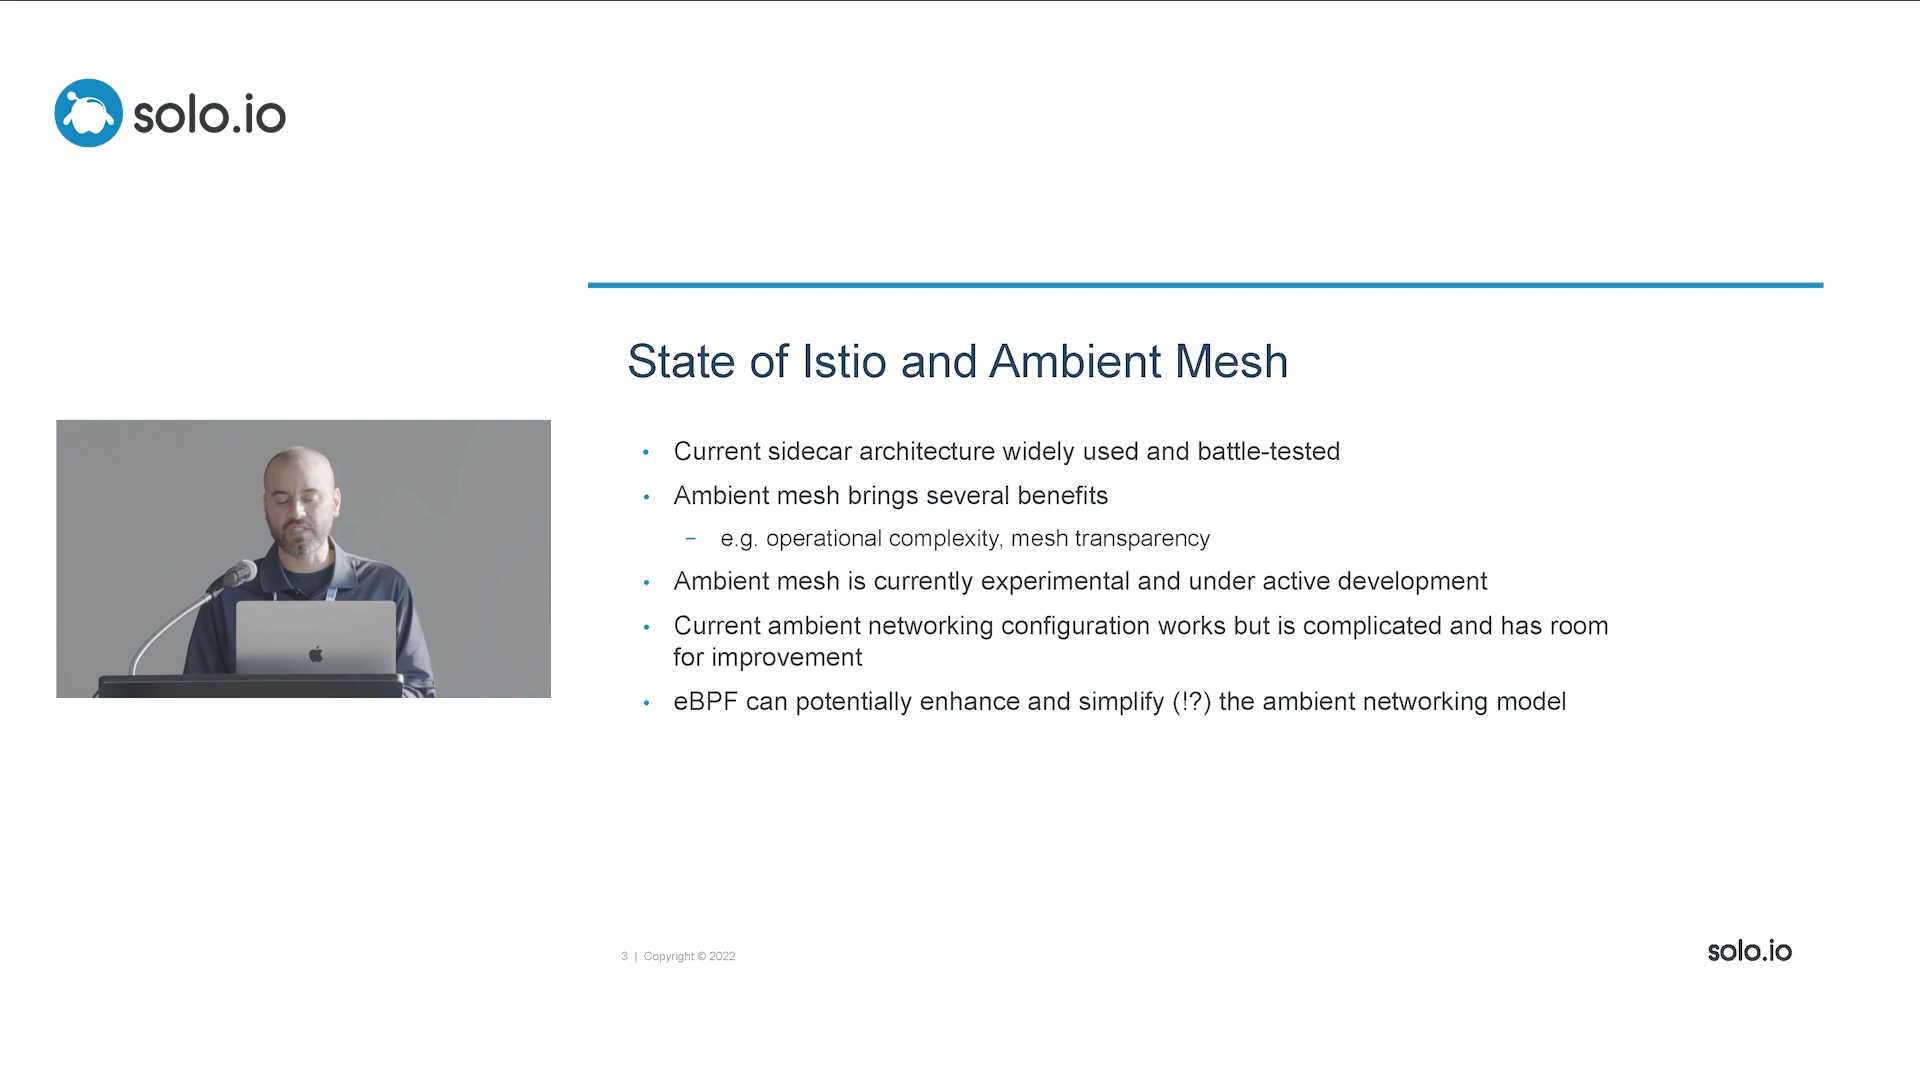 solo.io
State of Istio and Ambient Mesh
• Current sidecar architecture widely used and battle-tested
• Ambient mesh brings several benefits
– e.g. operational complexity, mesh transparency
• Ambient mesh is currently experimental and under active development
• Current ambient networking configuration works but is complicated and has room
for improvement
• eBPF can potentially enhance and simplify (!?) the ambient networking model
3 | Copyright © 2022
solo.io